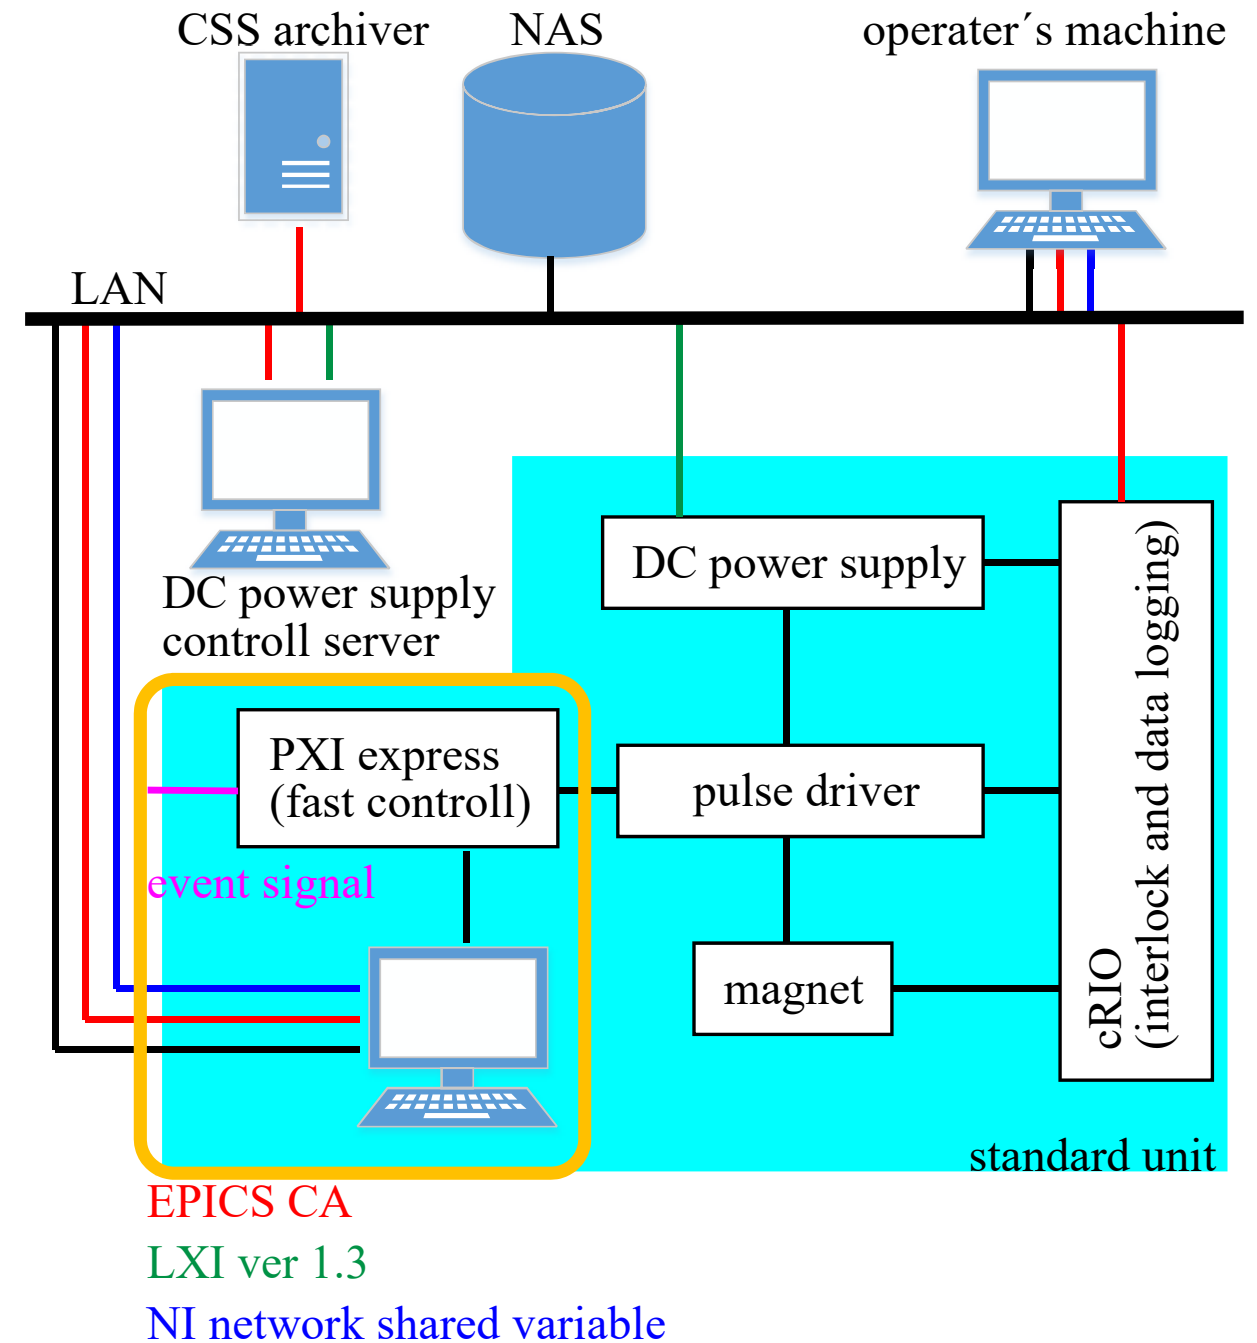 CSS archiver
NAS
operater´s machine
LAN
DC power supply
controll server
DC power supply
PXI express
(fast controll)
pulse driver
event signal
magnet
cRIO
(interlock and data logging)
standard unit
EPICS CA
LXI ver 1.3
NI network shared variable